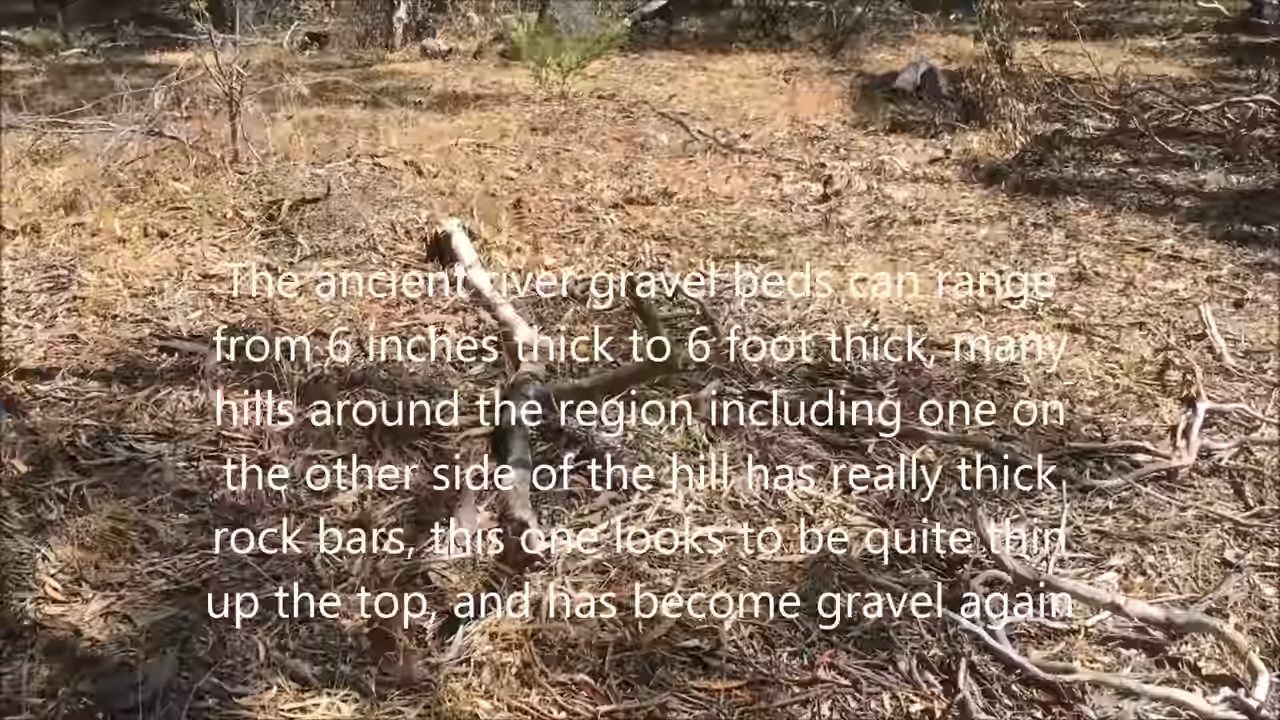 The ancient river gravel beds can range
from 6 inches thick to 6 foot thick, many
hills around the region including one on
the other side of the hill has really thick
rock bars, this one looks to be quite thin
up the top, and has become gravel again